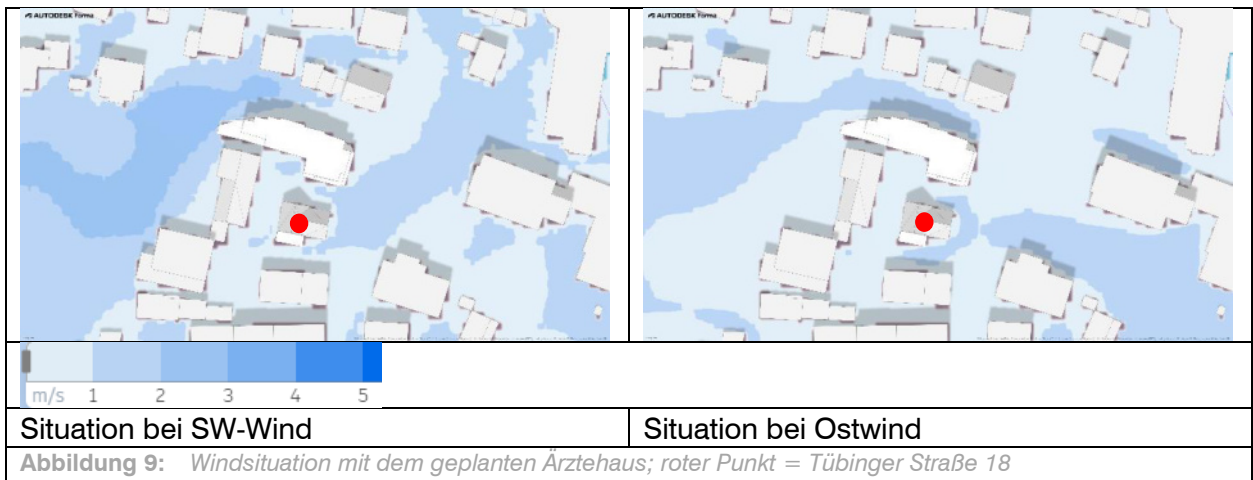 AUTODESK Forma
AUTODESK Forma
m/s 1 2 3 4 5
Situation bei SW-Wind
Situation bei Ostwind
Abbildung 9: Windsituation mit dem geplanten Ärztehaus; roter Punkt = Tübinger Straße 18